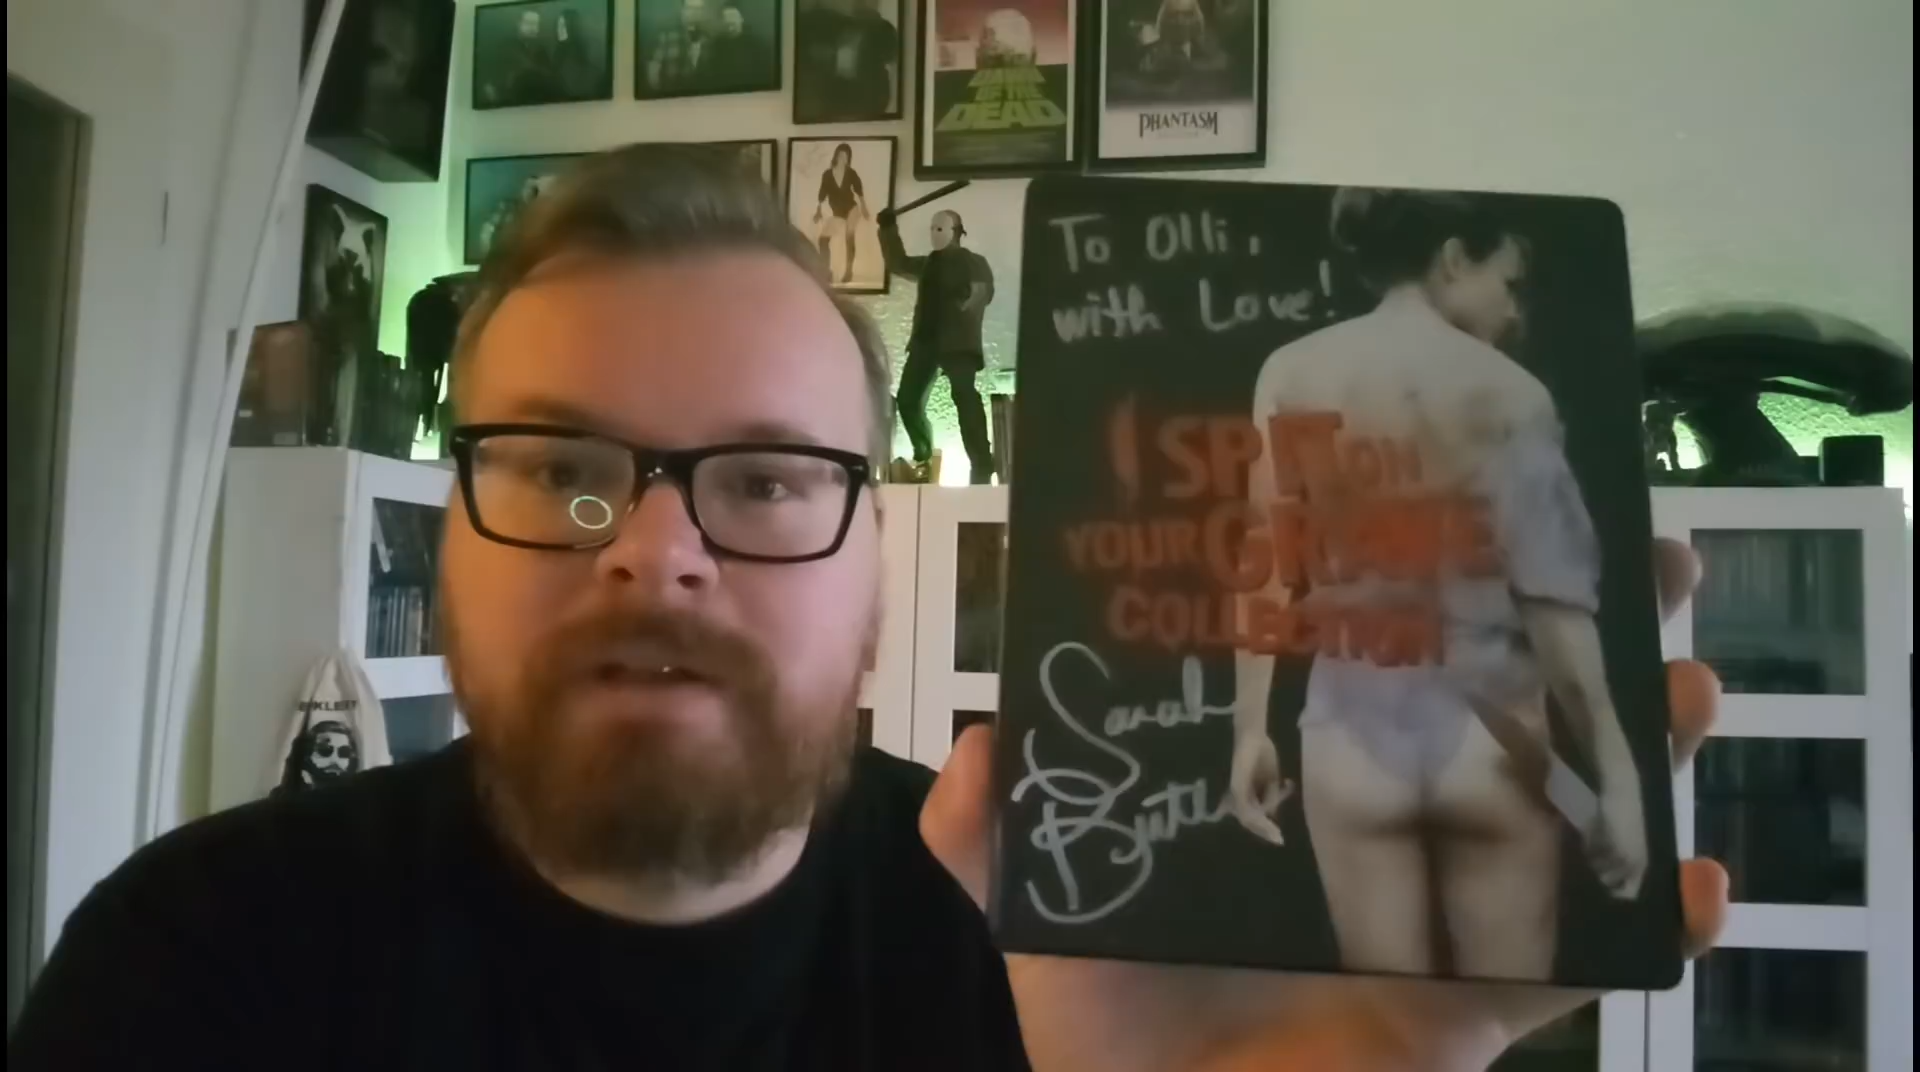 DAWN
OF THE
DEAD
PHANTASM
To Olli,
with Love!
I SPIT ON
YOUR GRAVE
COLLECTION
Sarah
Butler